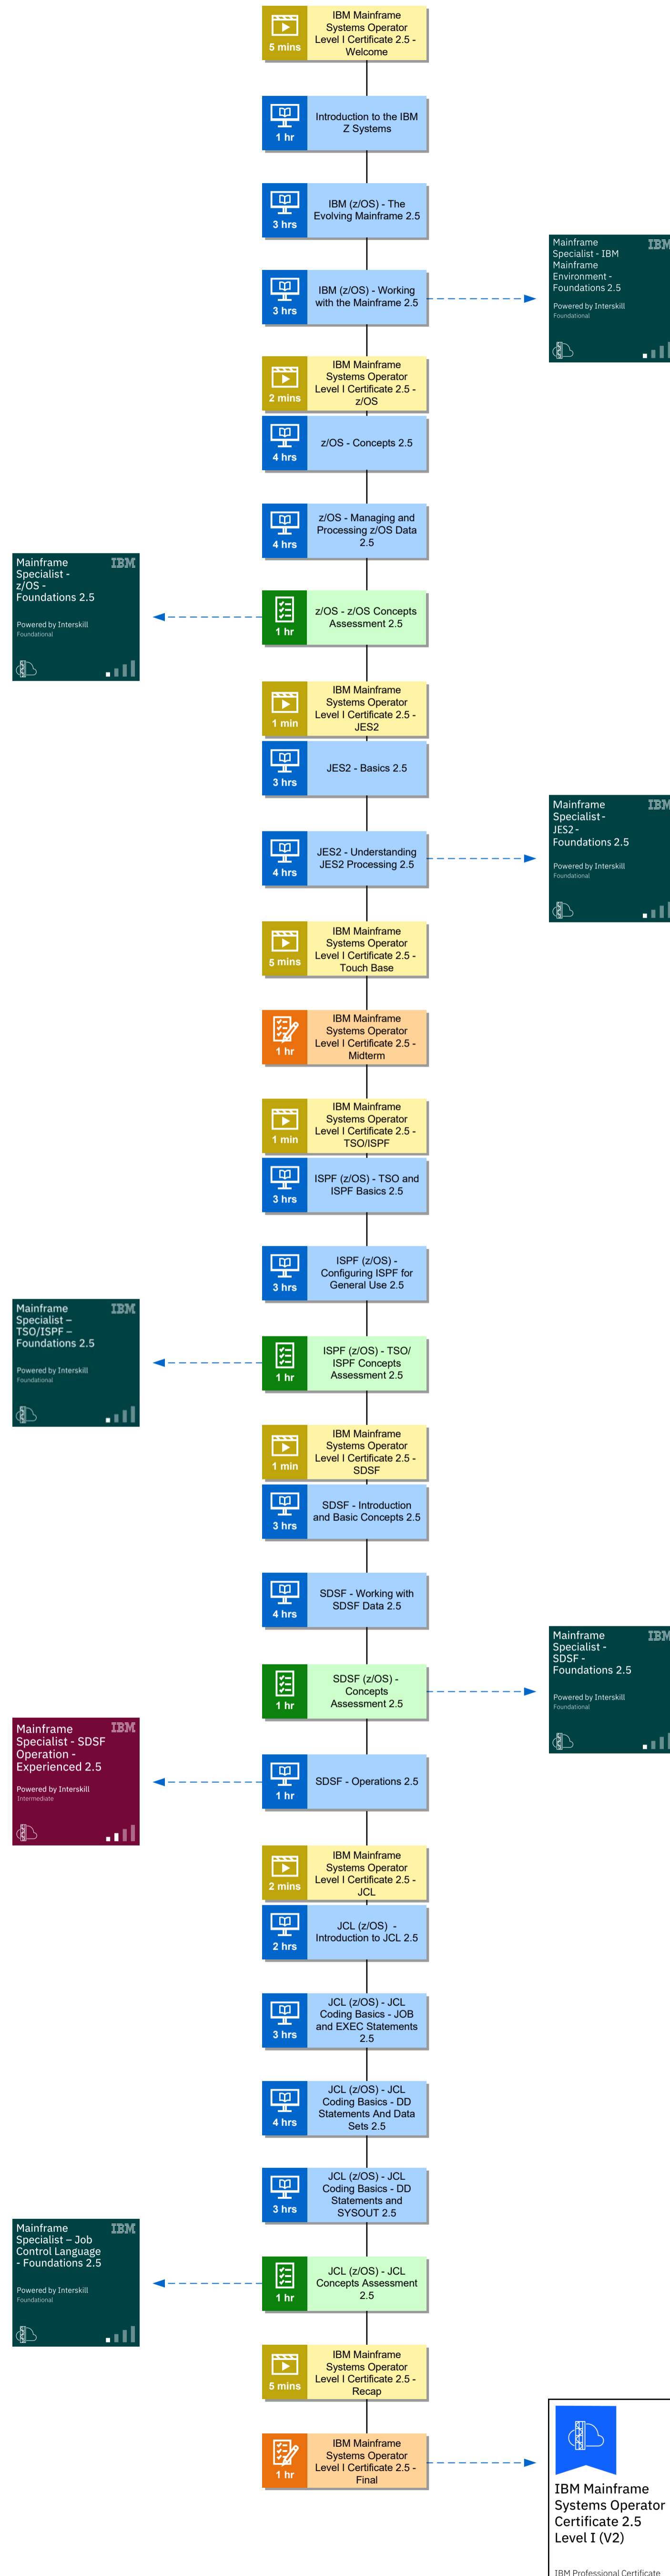 IBM Mainframe
Systems Operator
Level I Certificate 2.5 -
Welcome
5 mins
Introduction to the IBM
Z Systems
1 hr
IBM (z/OS) - The
Evolving Mainframe 2.5
3 hrs
IBM (z/OS) - Working
with the Mainframe 2.5
3 hrs
Mainframe
Specialist - IBM
Mainframe
Environment -
Foundations 2.5
IBM
Powered by Interskill
Foundational
IBM Mainframe
Systems Operator
Level I Certificate 2.5 -
z/OS
2 mins
z/OS - Concepts 2.5
4 hrs
z/OS - Managing and
Processing z/OS Data
2.5
4 hrs
Mainframe
Specialist -
z/OS -
Foundations 2.5
IBM
Powered by Interskill
Foundational
z/OS - z/OS Concepts
Assessment 2.5
1 hr
IBM Mainframe
Systems Operator
Level I Certificate 2.5 -
JES2
1 min
JES2 - Basics 2.5
3 hrs
JES2 - Understanding
JES2 Processing 2.5
4 hrs
Mainframe
Specialist -
JES2 -
Foundations 2.5
IBM
Powered by Interskill
Foundational
IBM Mainframe
Systems Operator
Level I Certificate 2.5 -
Touch Base
5 mins
IBM Mainframe
Systems Operator
Level I Certificate 2.5 -
Midterm
1 hr
IBM Mainframe
Systems Operator
Level I Certificate 2.5 -
TSO/ISPF
1 min
ISPF (z/OS) - TSO and
ISPF Basics 2.5
3 hrs
ISPF (z/OS) -
Configuring ISPF for
General Use 2.5
3 hrs
Mainframe
Specialist –
TSO/ISPF –
Foundations 2.5
IBM
Powered by Interskill
Foundational
ISPF (z/OS) - TSO/
ISPF Concepts
Assessment 2.5
1 hr
IBM Mainframe
Systems Operator
Level I Certificate 2.5 -
SDSF
1 min
SDSF - Introduction
and Basic Concepts 2.5
3 hrs
SDSF - Working with
SDSF Data 2.5
4 hrs
SDSF (z/OS) -
Concepts
Assessment 2.5
1 hr
Mainframe
Specialist -
SDSF -
Foundations 2.5
IBM
Powered by Interskill
Foundational
Mainframe
Specialist - SDSF
Operation -
Experienced 2.5
IBM
Powered by Interskill
Intermediate
SDSF - Operations 2.5
1 hr
IBM Mainframe
Systems Operator
Level I Certificate 2.5 -
JCL
2 mins
JCL (z/OS) -
Introduction to JCL 2.5
2 hrs
JCL (z/OS) - JCL
Coding Basics - JOB
and EXEC Statements
2.5
3 hrs
JCL (z/OS) - JCL
Coding Basics - DD
Statements And Data
Sets 2.5
4 hrs
JCL (z/OS) - JCL
Coding Basics - DD
Statements and
SYSOUT 2.5
3 hrs
Mainframe
Specialist – Job
Control Language
- Foundations 2.5
IBM
Powered by Interskill
Foundational
JCL (z/OS) - JCL
Concepts Assessment
2.5
1 hr
IBM Mainframe
Systems Operator
Level I Certificate 2.5 -
Recap
5 mins
IBM Mainframe
Systems Operator
Level I Certificate 2.5 -
Final
1 hr
IBM Mainframe
Systems Operator
Certificate 2.5
Level I (V2)
IBM Professional Certificate